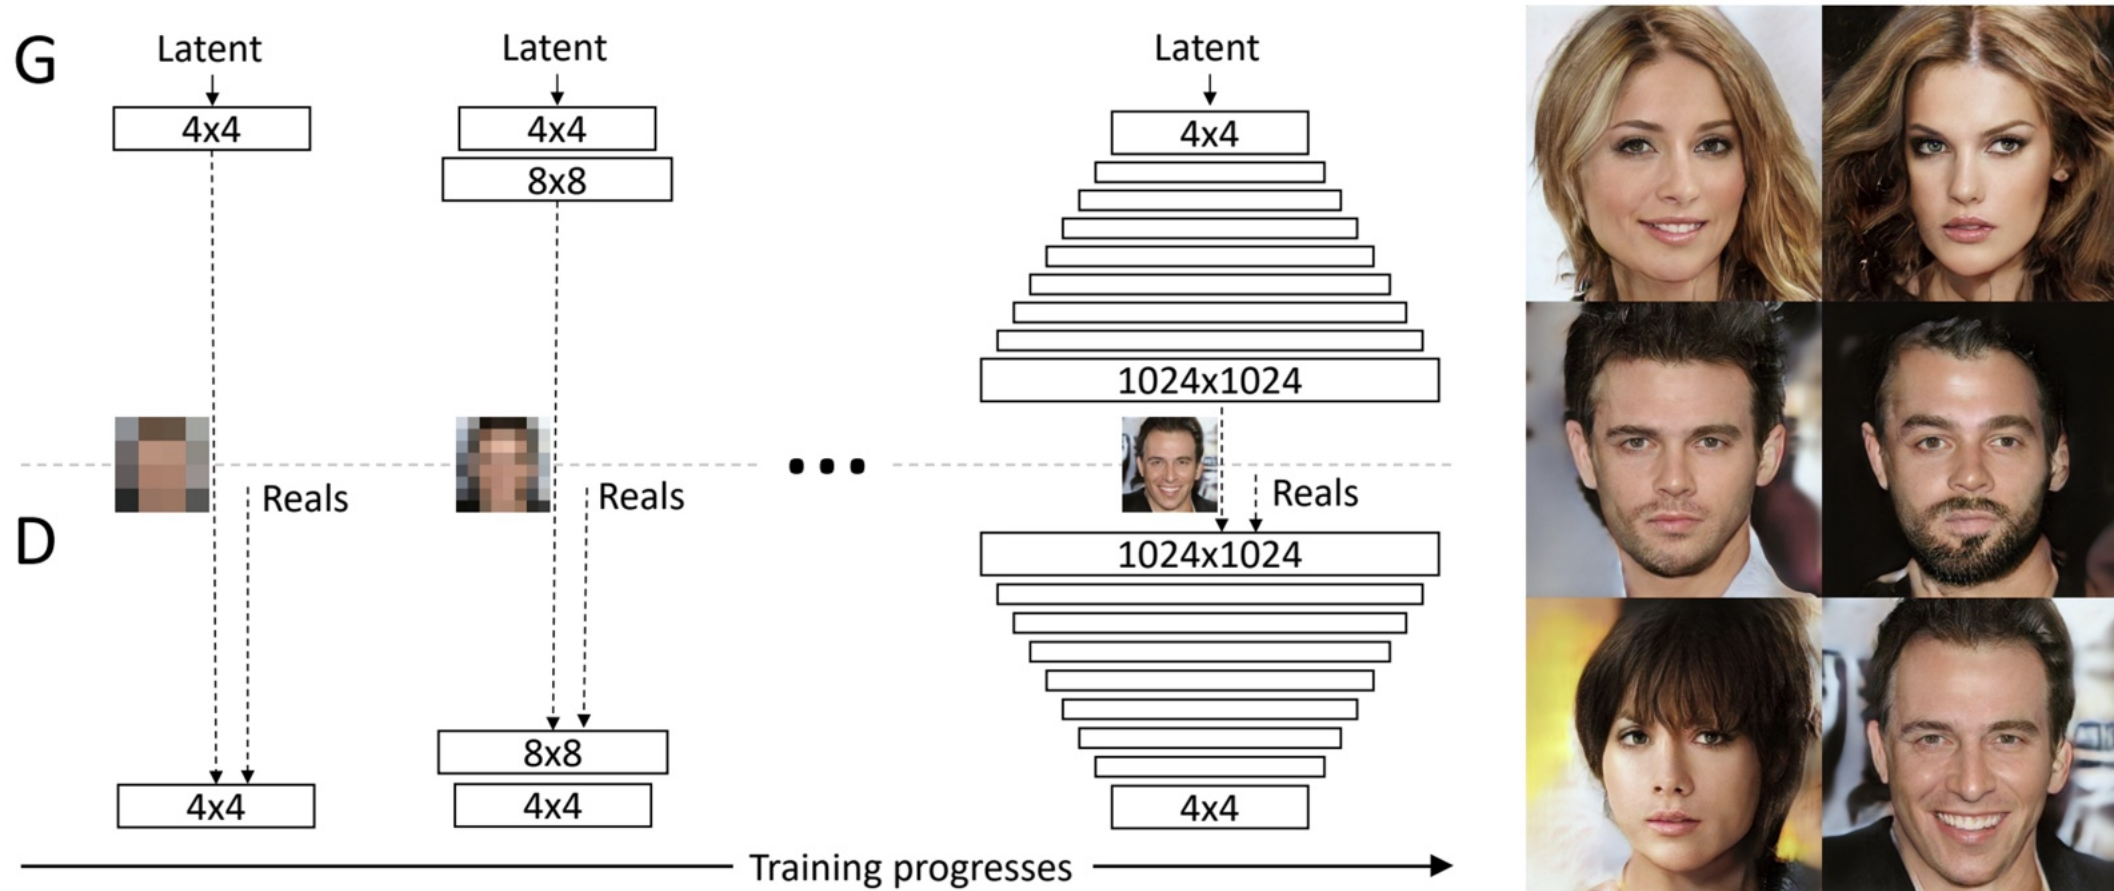 G
Latent
4x4
Latent
4x4
8x8
Latent
4x4
1024x1024
Reals
Reals
Reals
D
1024x1024
8x8
4x4
4x4
4x4
Training progresses